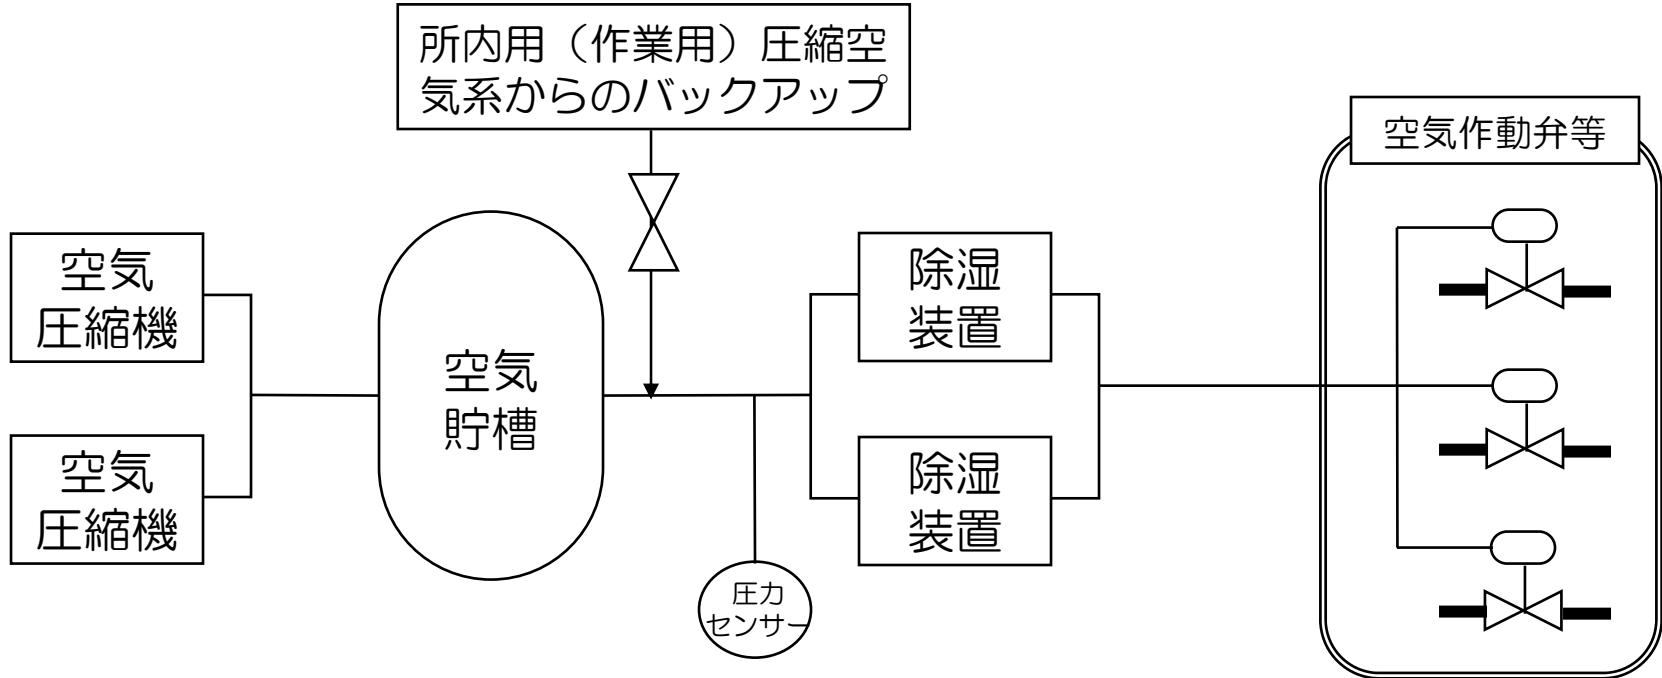 所内用（作業用）圧縮空
気系からのバックアップ
空気作動弁等
空気
圧縮機
空気
圧縮機
空気
貯槽
除湿
装置
除湿
装置
圧力
センサー